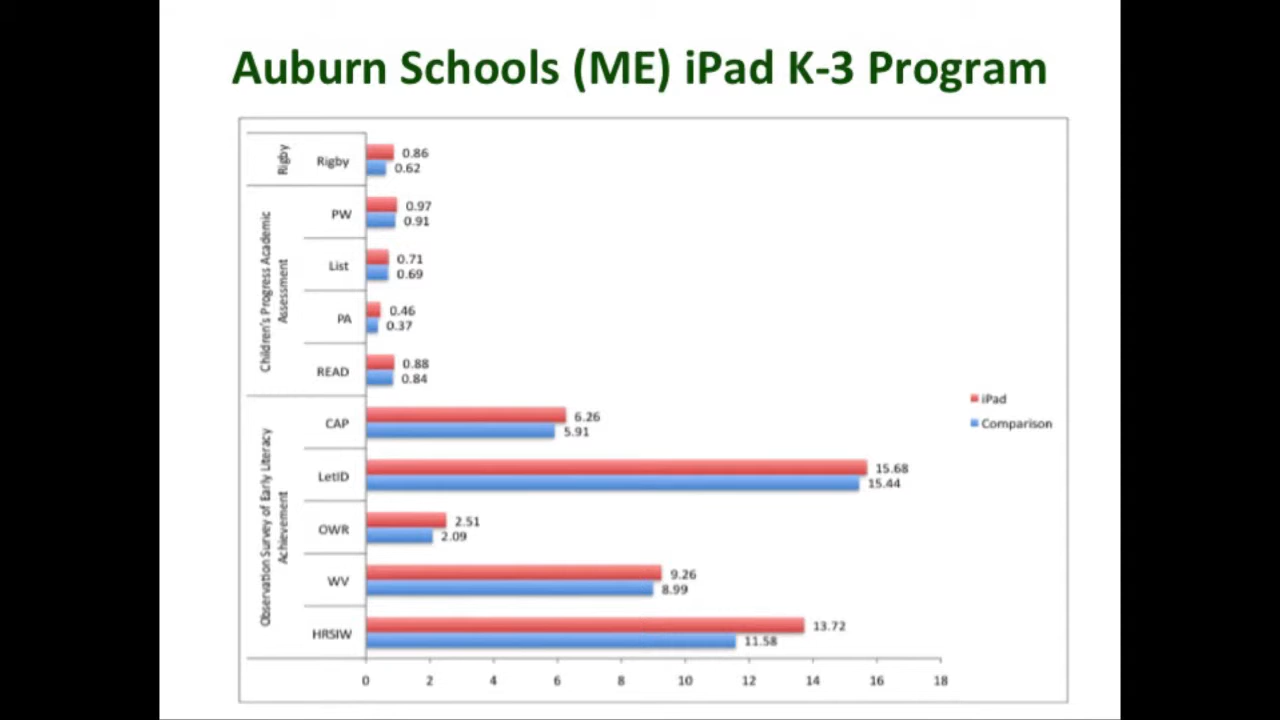 Auburn Schools (ME) iPad K-3 Program
Rigby
Rigby
0.86
0.62
Children's Progress Academic
Assessment
PW
0.97
0.91
List
0.71
0.69
PA
0.46
0.37
READ
0.88
0.84
Observation Survey of Early Literacy
Achievement
CAP
6.26
5.91
LetID
15.68
15.44
OWR
2.51
2.09
WV
9.26
8.99
HRSIW
13.72
11.58
iPad
Comparison
0 2 4 6 8 10 12 14 16 18